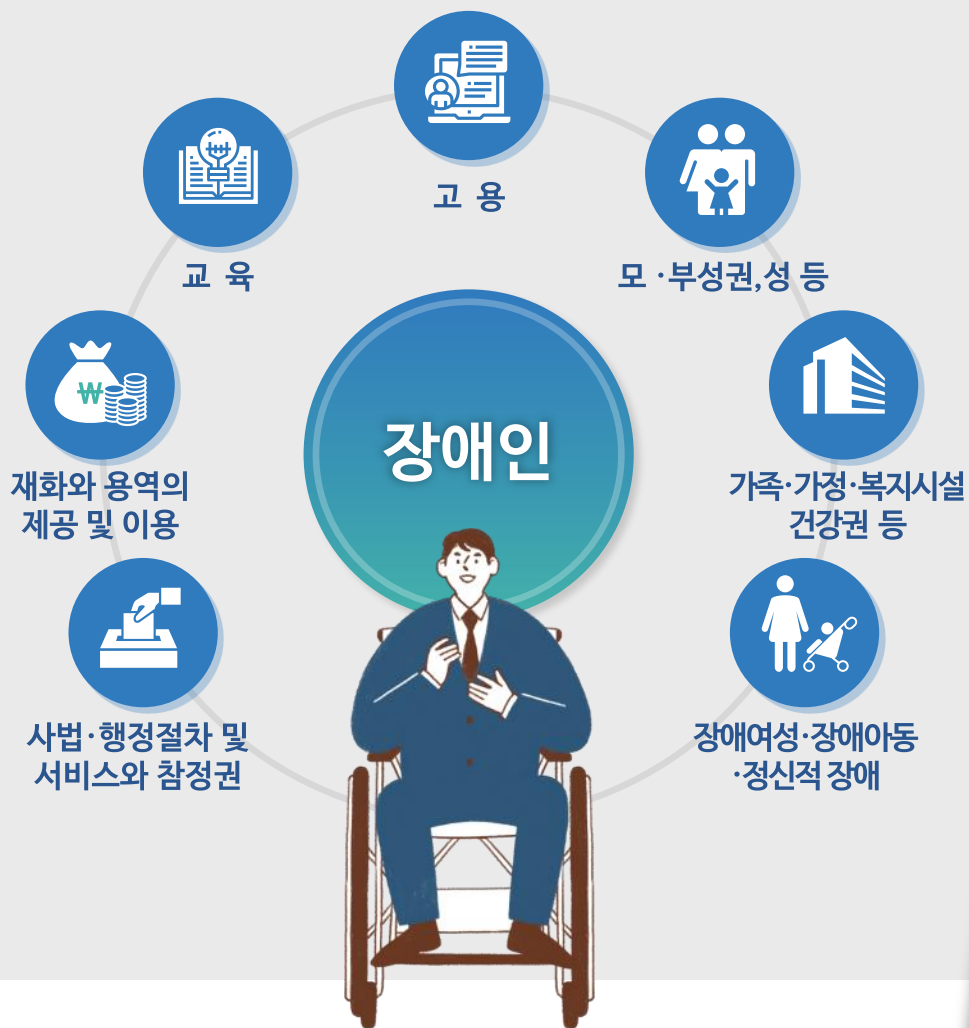 고 용
교 육
모 ·부성권,성 등
장애인
재화와 용역의
제공 및 이용
가족·가정·복지시설
건강권 등
사법·행정절차 및
서비스와 참정권
장애여성·장애아동
·정신적 장애
₩